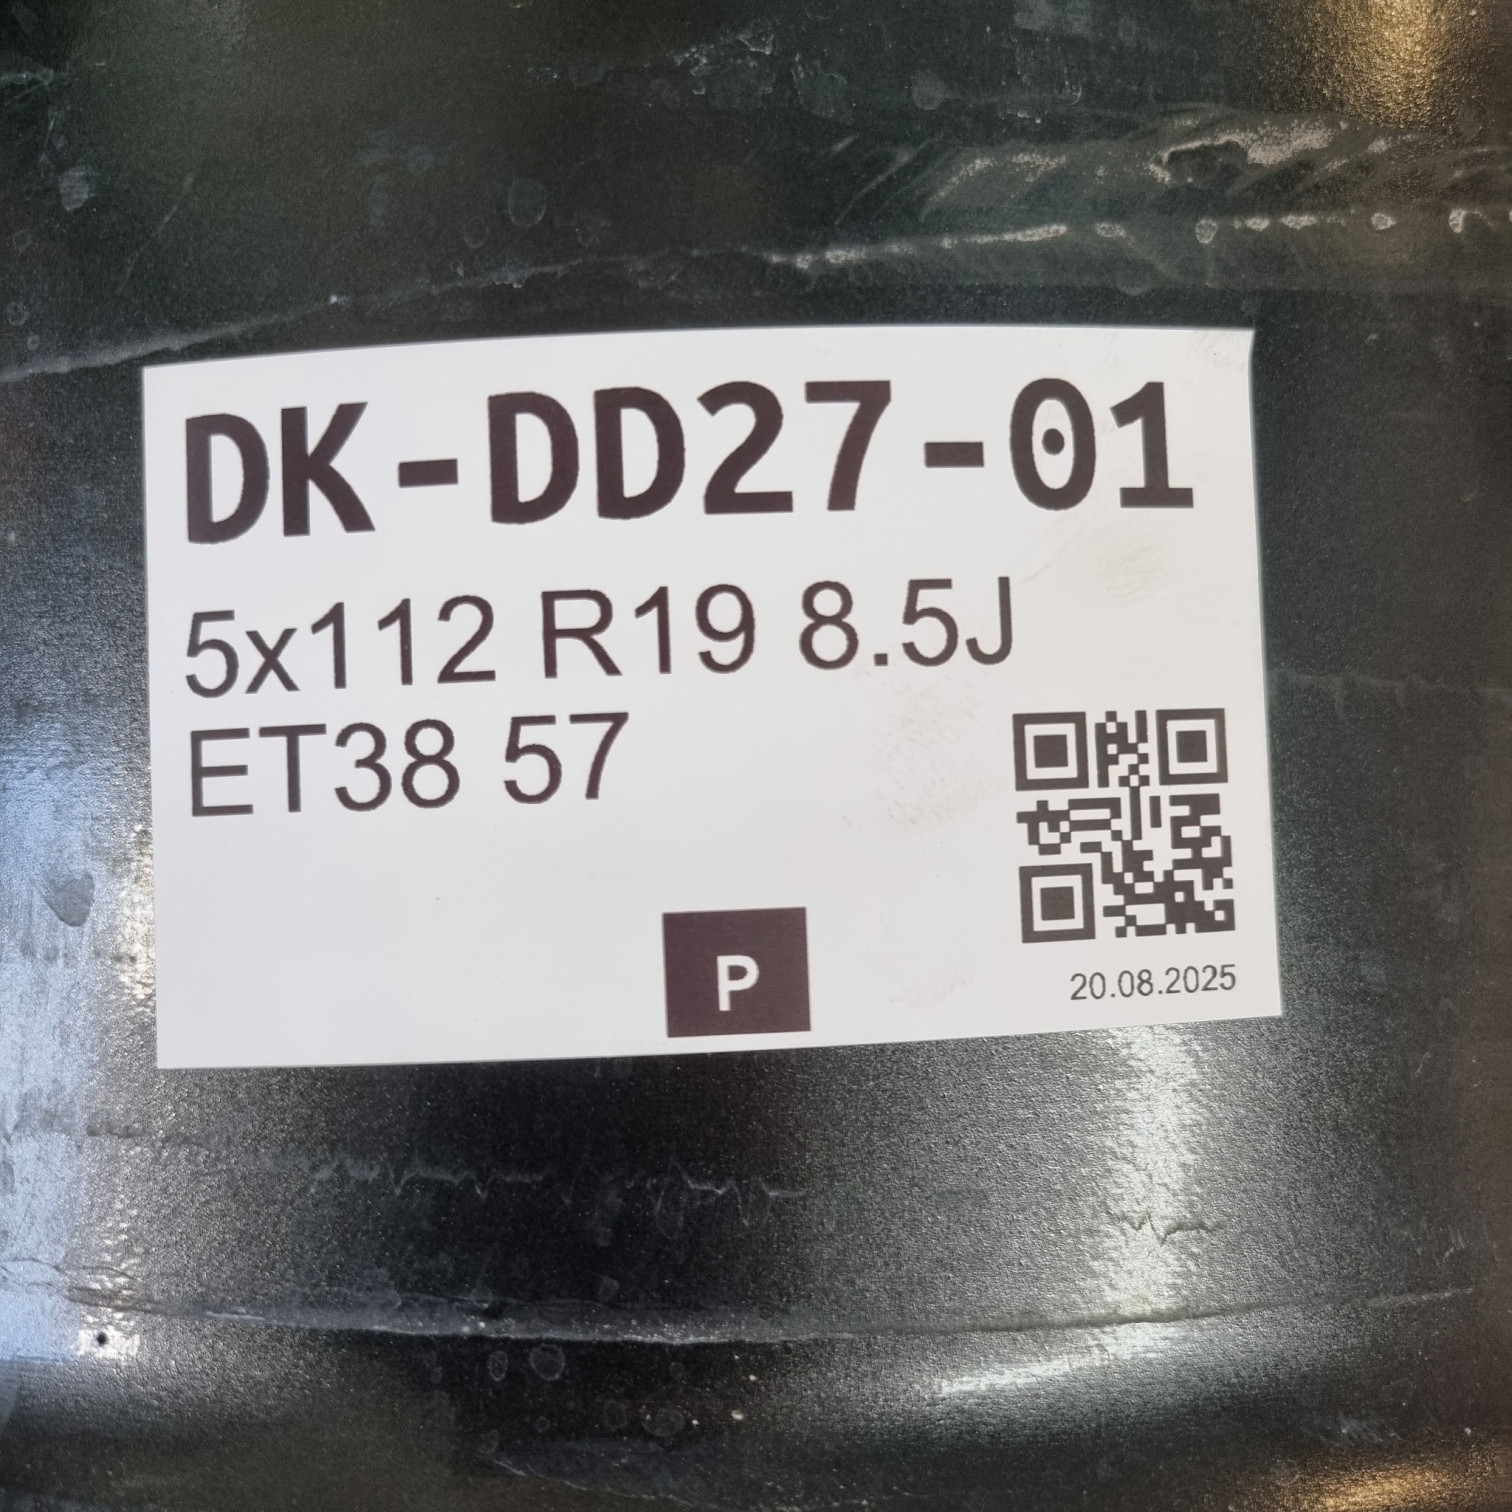 DK-DD27-01
5x112 R19 8.5J
ET38 57
P
20.08.2025